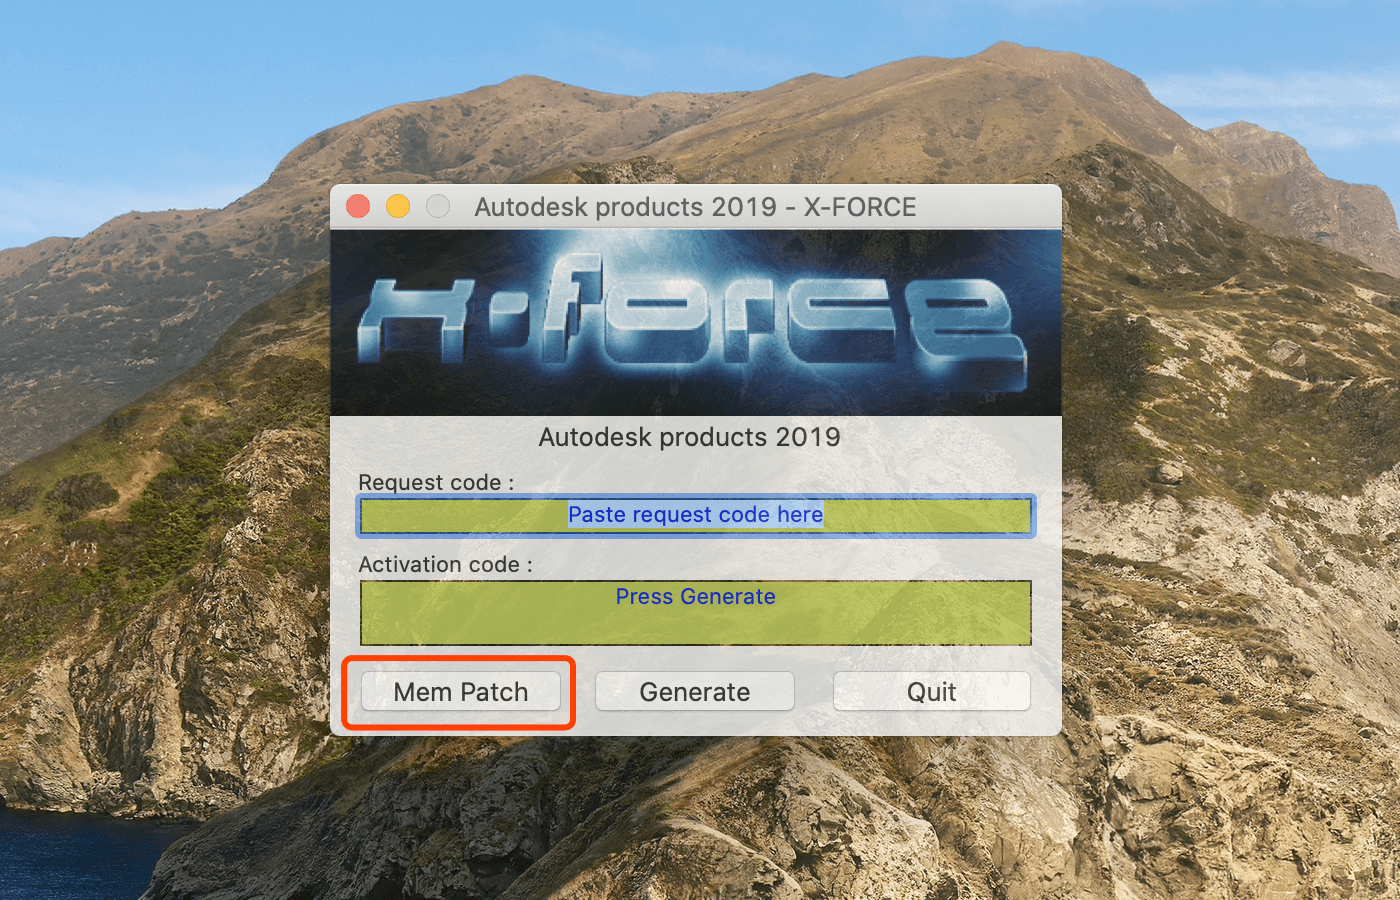 Autodesk products 2019 - X-FORCE
x-force
Autodesk products 2019
Request code :
Paste request code here
Activation code :
Press Generate
Mem Patch
Generate
Quit